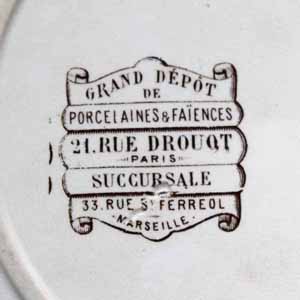 GRAND DÉPÔT
DE
PORCELAINES & FAÏENCES
21. RUE DROUOT
PARIS
SUCCURSALE
33. RUE ST FERREOL
MARSEILLE.